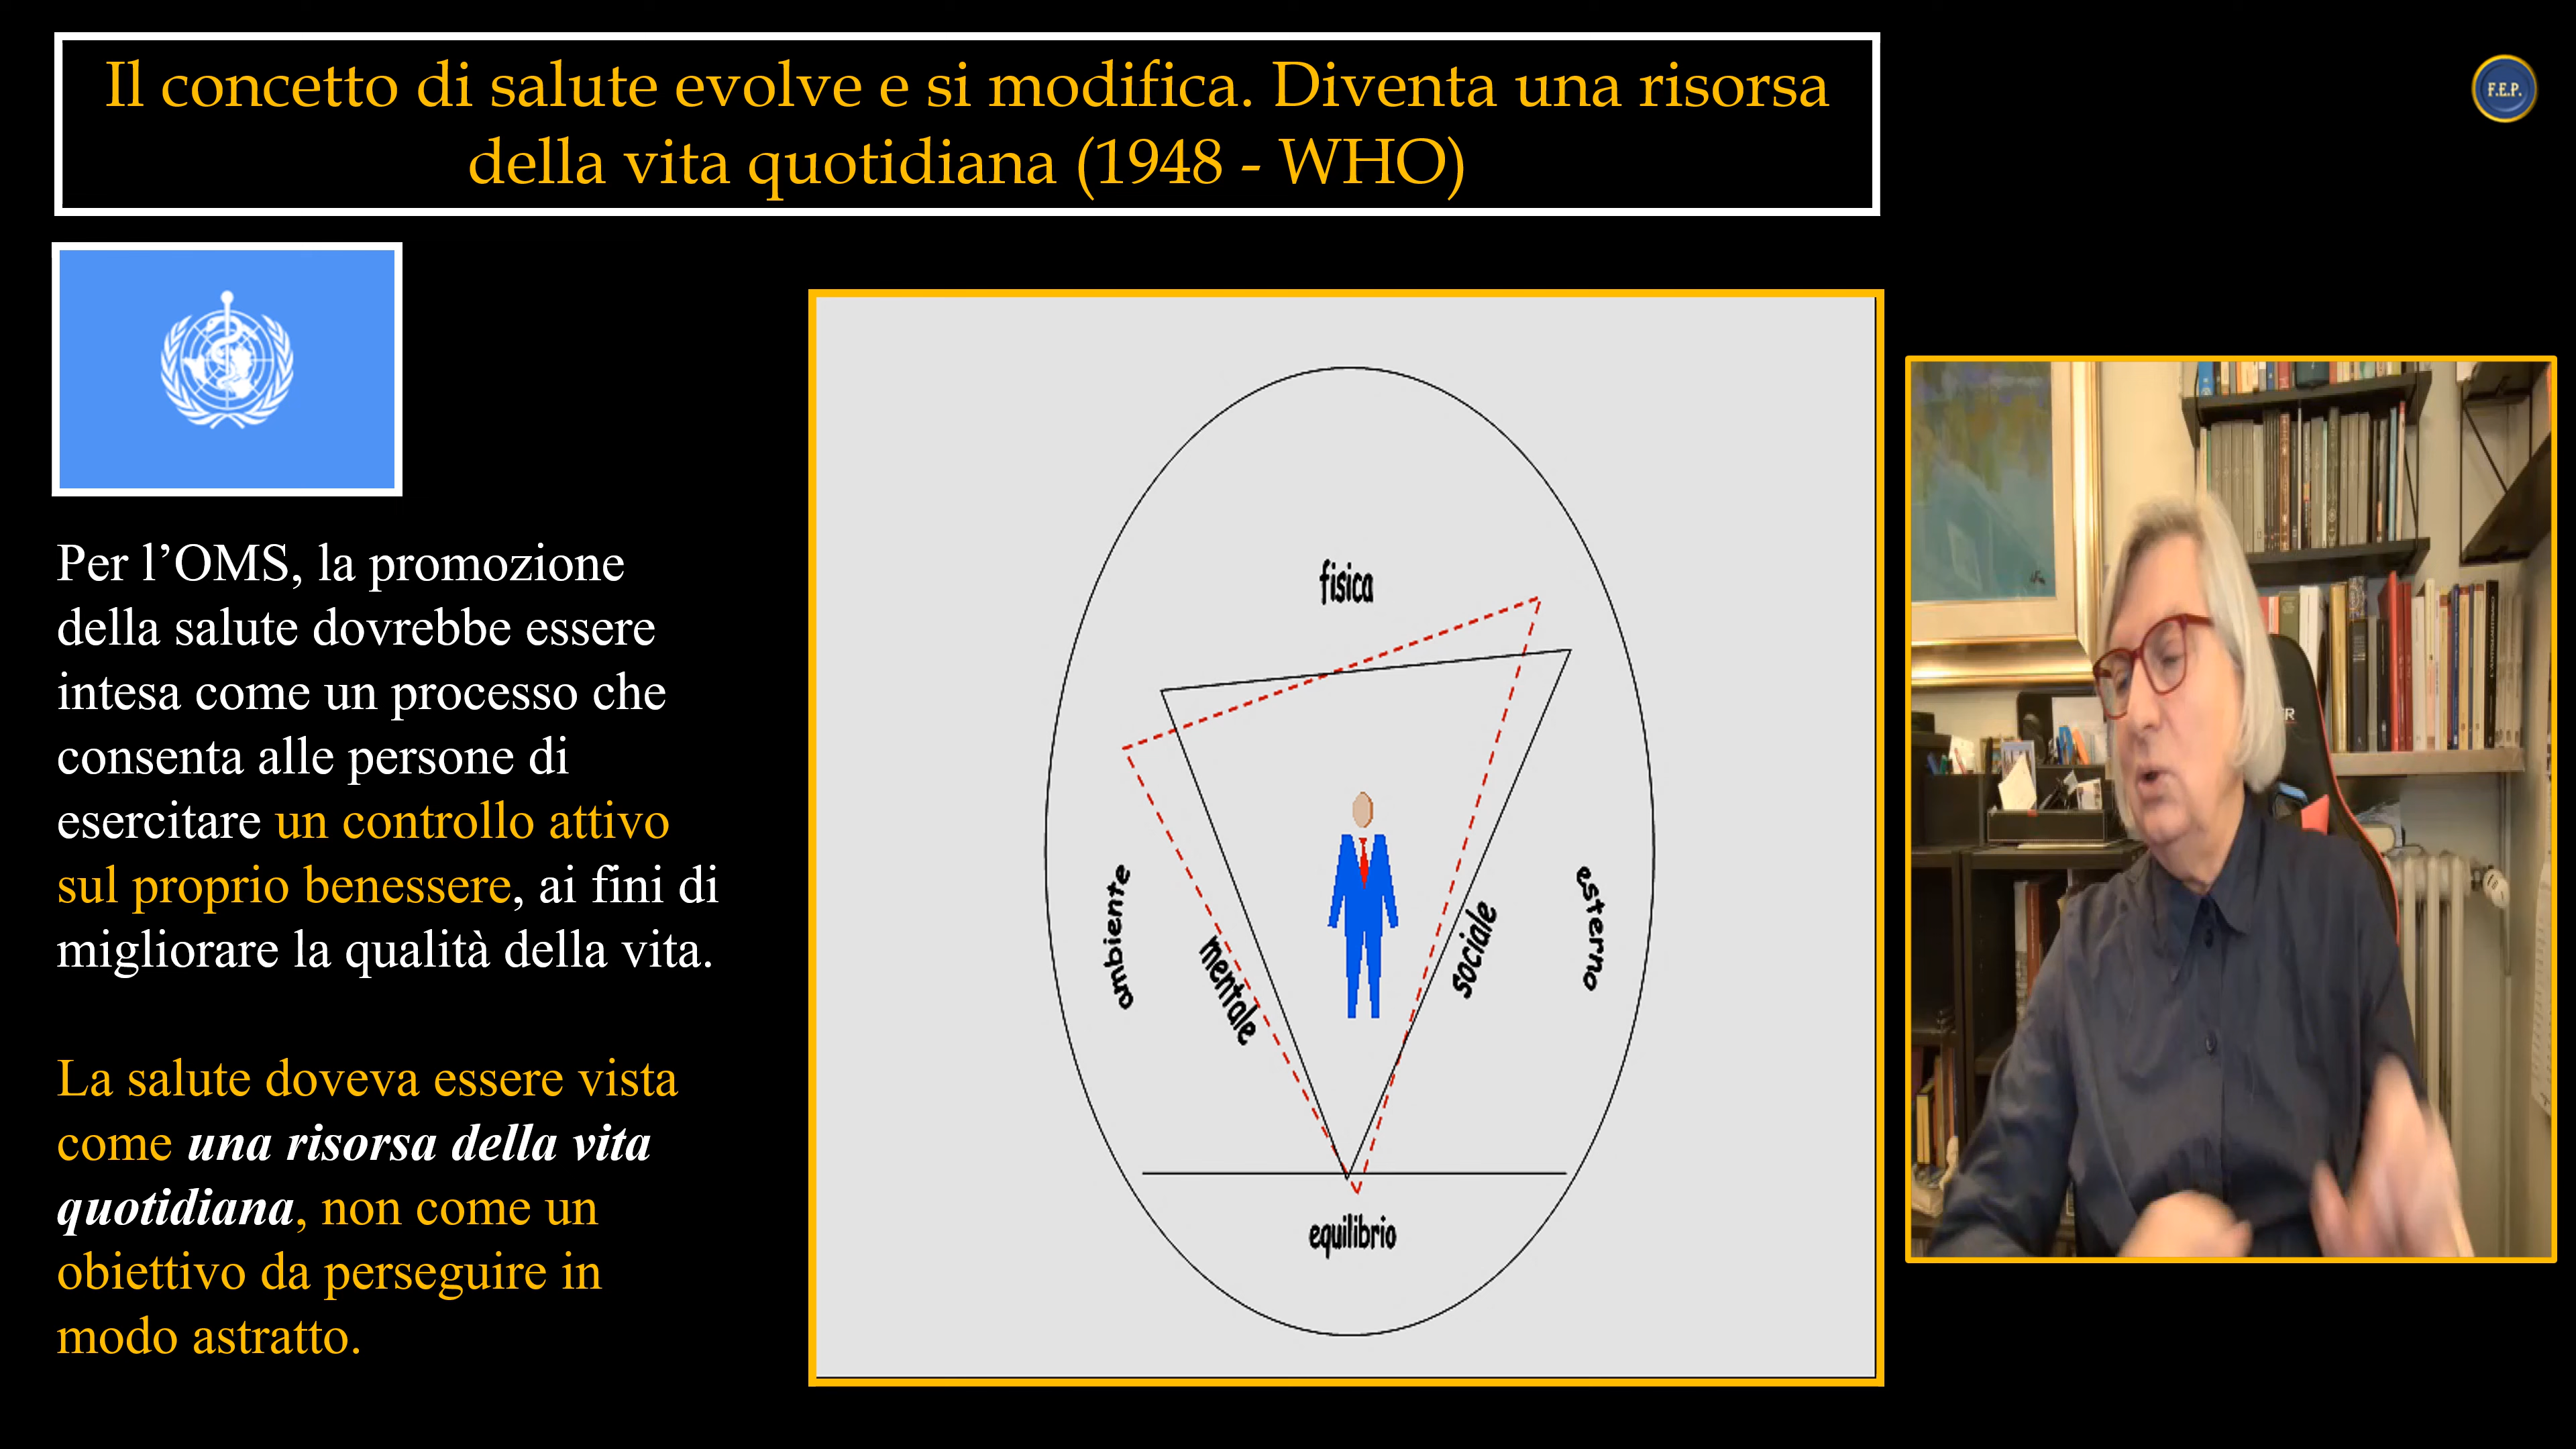 Il concetto di salute evolve e si modifica. Diventa una risorsa
della vita quotidiana (1948 - WHO)
F.E.P.
Per l’OMS, la promozione
della salute dovrebbe essere
intesa come un processo che
consenta alle persone di
esercitare un controllo attivo
sul proprio benessere, ai fini di
migliorare la qualità della vita.
La salute doveva essere vista
come una risorsa della vita
quotidiana, non come un
obiettivo da perseguire in
modo astratto.
fisica
ambiente
mentale
sociale
esterno
equilibrio